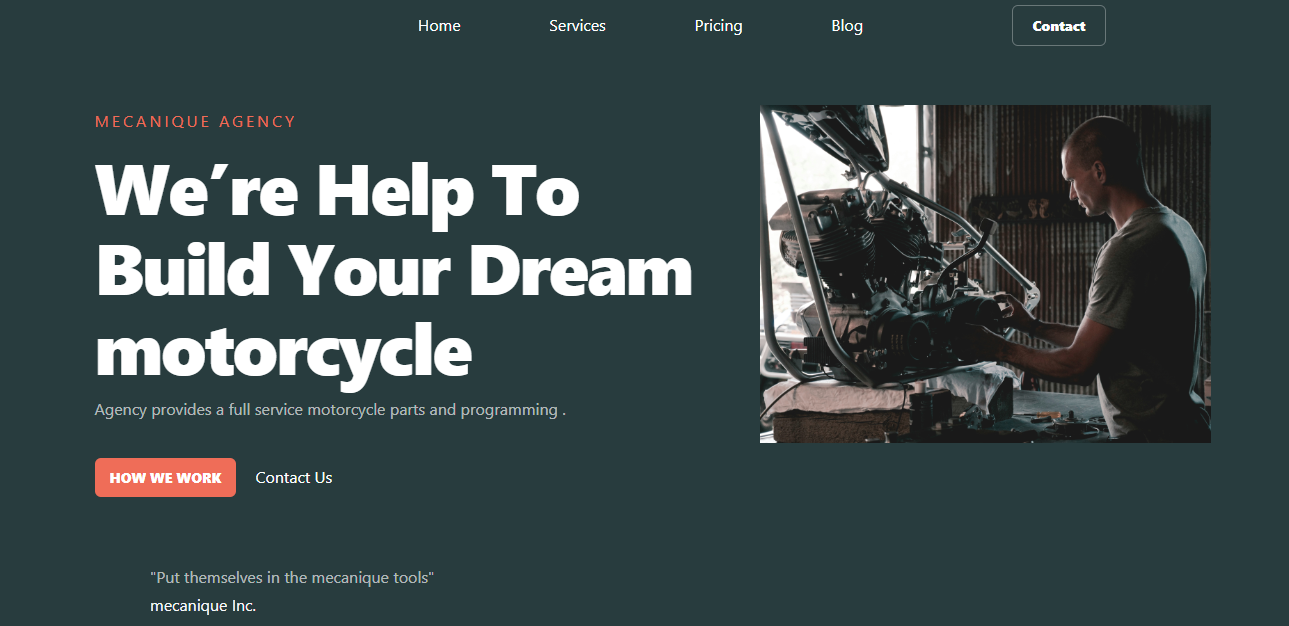 Home Services Pricing Blog Contact
MECANIQUE AGENCY
We´re Help To
Build Your Dream
motorcycle
Agency provides a full service motorcycle parts and programming .
HOW WE WORK Contact Us
"Put themselves in the mecanique tools"
mecanique Inc.